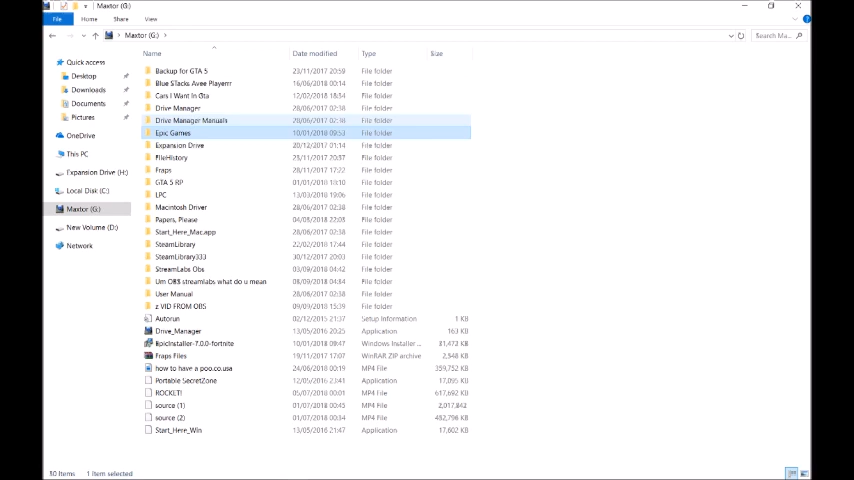 Maxtor (G:)
File Home Share View
Maxtor (G:) Search Ma...
Name Date modified Type Size
Quick access
Desktop
Downloads
Documents
Pictures
OneDrive
This PC
Expansion Drive (H:)
Local Disk (C:)
Maxtor (G:)
New Volume (D:)
Network
Backup for GTA 5 23/11/2017 20:59 File folder
Blue Stacks Avee Playerrr 16/06/2018 00:14 File folder
Cars I Want In Gta 12/02/2018 18:54 File folder
Drive Manager 28/06/2017 02:38 File folder
Drive Manager Manuals 28/06/2017 02:38 File folder
Epic Games 10/01/2018 09:53 File folder
Expansion Drive 20/12/2017 01:14 File folder
FileHistory 23/11/2017 20:37 File folder
Fraps 28/11/2017 17:22 File folder
GTA 5 RP 01/01/2018 18:10 File folder
LPC 13/03/2018 19:16 File folder
Macintosh Driver 28/06/2017 02:38 File folder
Papers, Please 04/05/2018 22:03 File folder
Start_Here_Mac.app 28/06/2017 02:38 File folder
SteamLibrary 22/02/2018 17:44 File folder
SteamLibrary333 30/12/2017 20:03 File folder
StreamLabs Obs 03/09/2018 04:42 File folder
Um OBS streamlabs what do u mean 08/09/2018 04:34 File folder
User Manual 28/06/2017 02:38 File folder
z VID FROM OBS 09/09/2018 15:39 File folder
Autorun 02/12/2015 21:37 Setup Information 1 KB
Drive_Manager 13/05/2016 20:25 Application 163 KB
EpicInstaller-7.0.0-fortnite 10/01/2018 09:47 Windows Installer ... 31,473 KB
Fraps Files 19/11/2017 17:07 WinRAR ZIP archive 2,548 KB
how to have a poo.co.usa 24/06/2018 00:19 MP4 File 359,752 KB
Portable SecretZone 12/05/2016 23:41 Application 17,095 KB
ROCKET! 05/07/2018 00:01 MP4 File 617,692 KB
source (1) 01/07/2018 00:45 MP4 File 2,017,842
source (2) 01/07/2018 00:34 MP4 File 482,796 KB
Start_Here_Win 13/05/2016 21:47 Application 17,602 KB
30 items 1 item selected